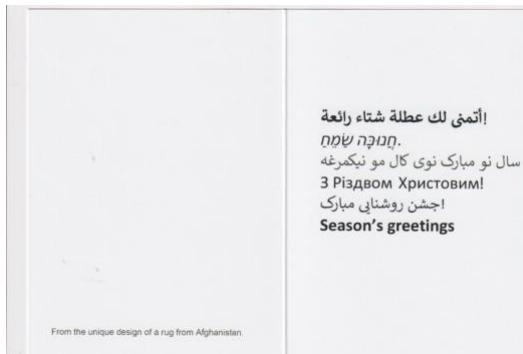 From the unique design of a rug from Afghanistan.
!أتمنى لك عطلة شتاء رائعة
חֲנוּכָּה שַׂמֵחַ.
سال نو مبارک نوی کال مو نیکمرغه
З Різдвом Христовим!
!جشن روشنایی مبارک
Season's greetings